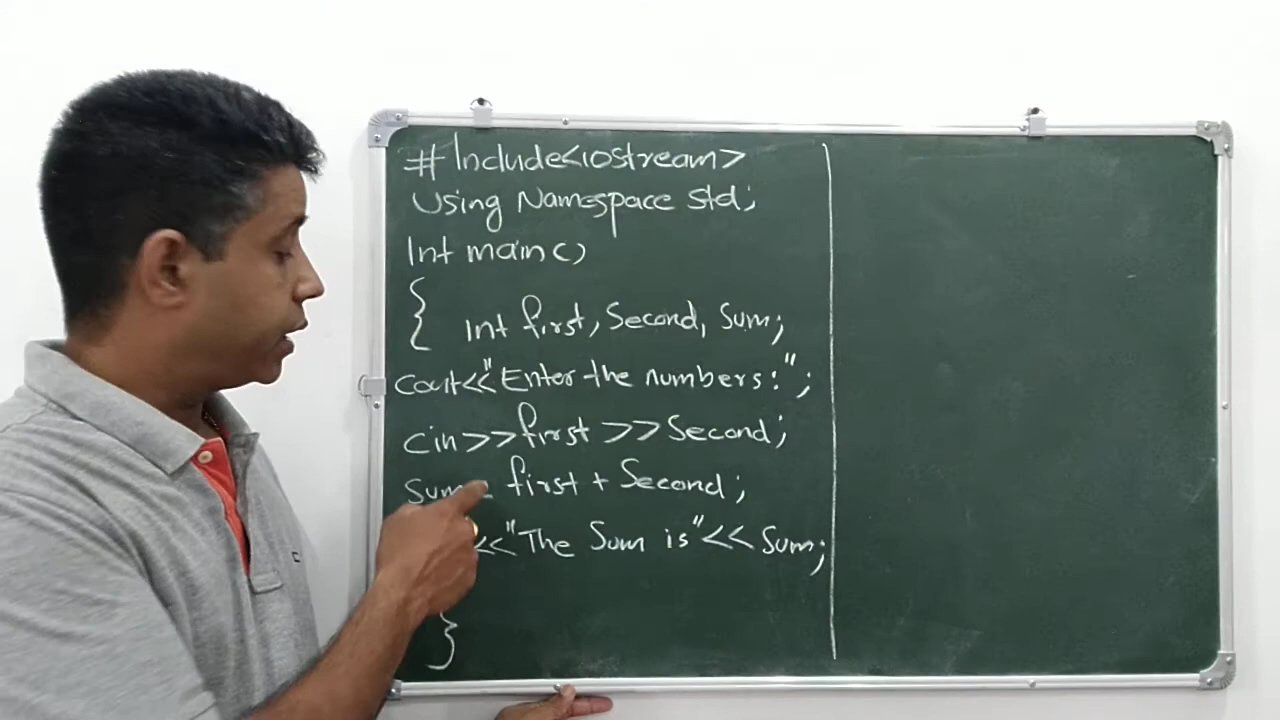 # Include<iostream>
Using Namespace Std;
Int main()
{
Int first, Second, Sum;
Cout<<"Enter the numbers:";
Cin>>first >>Second;
Sum= first + Second;
<<"The Sum is"<< Sum;
}